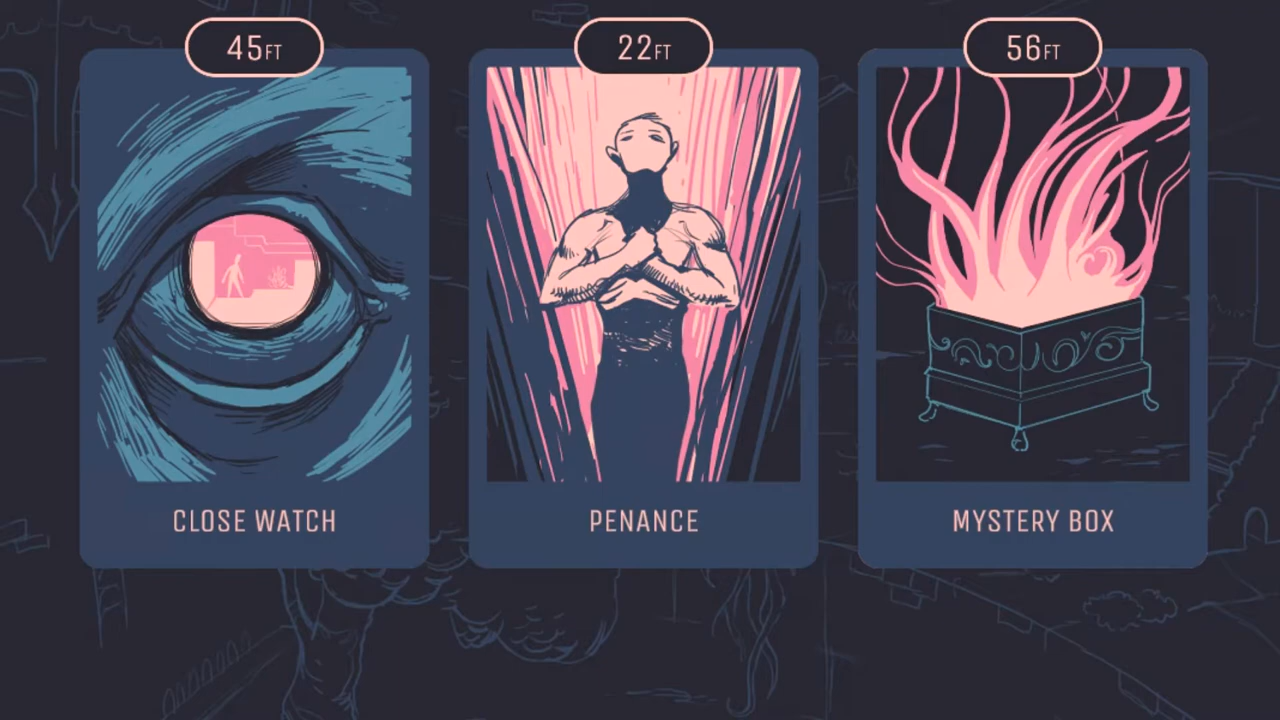 45FT
22FT
56FT
CLOSE WATCH
PENANCE
MYSTERY BOX